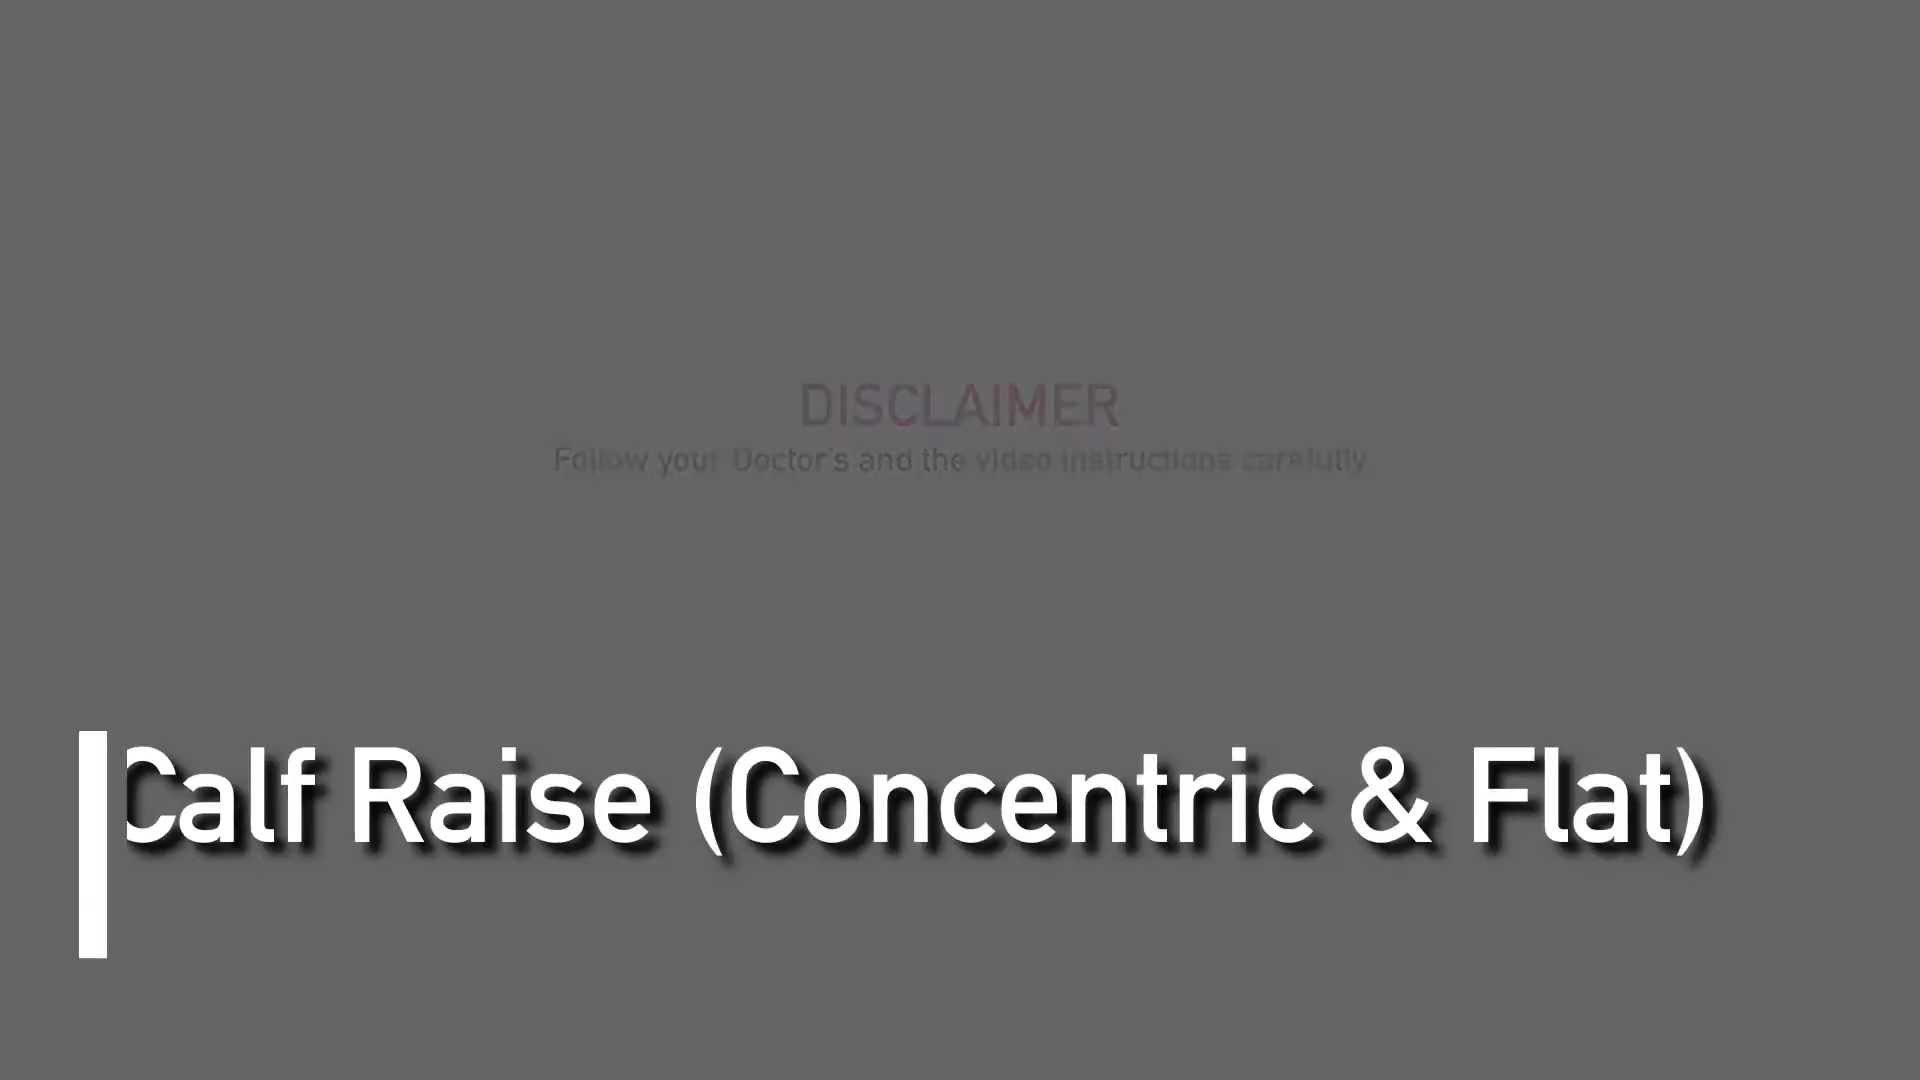 DISCLAIMER
Follow your Doctor's and the video instructions carefully
Calf Raise (Concentric & Flat)